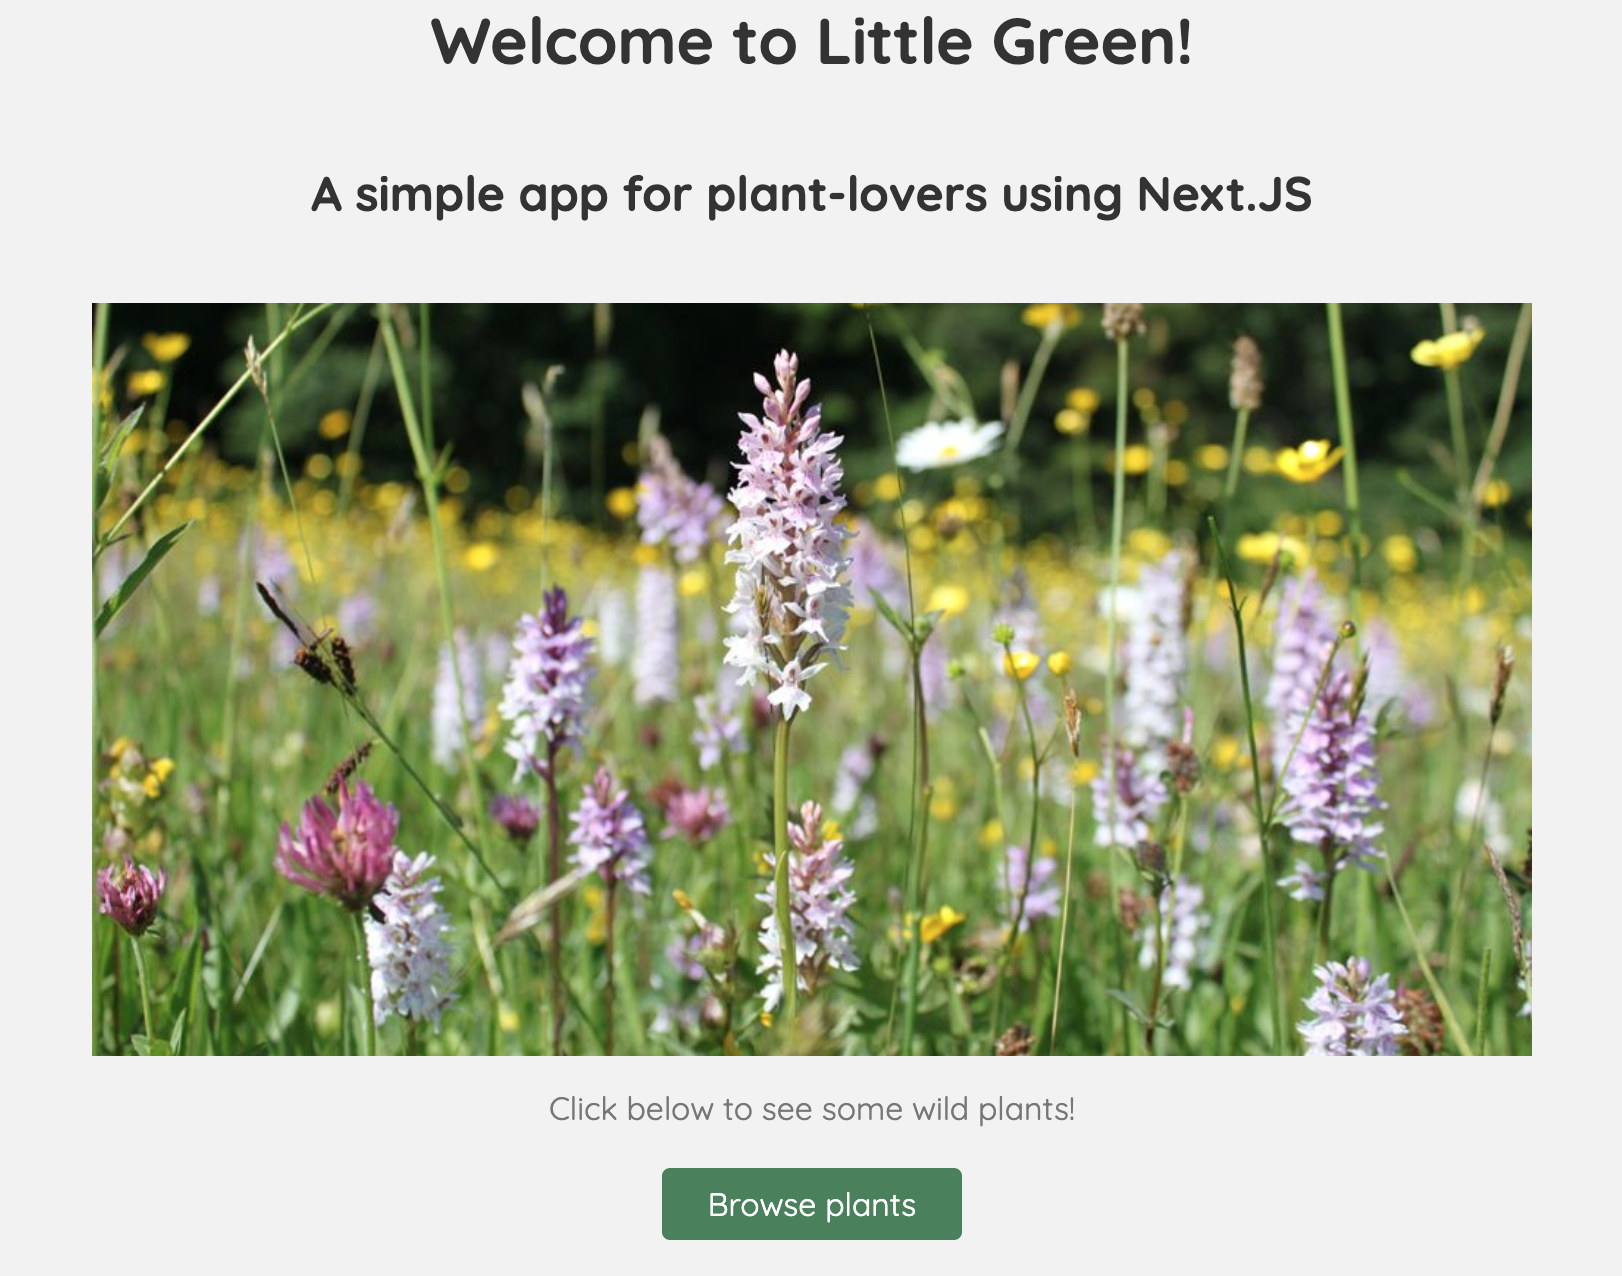 Welcome to Little Green!
A simple app for plant-lovers using Next.JS
Click below to see some wild plants!
Browse plants